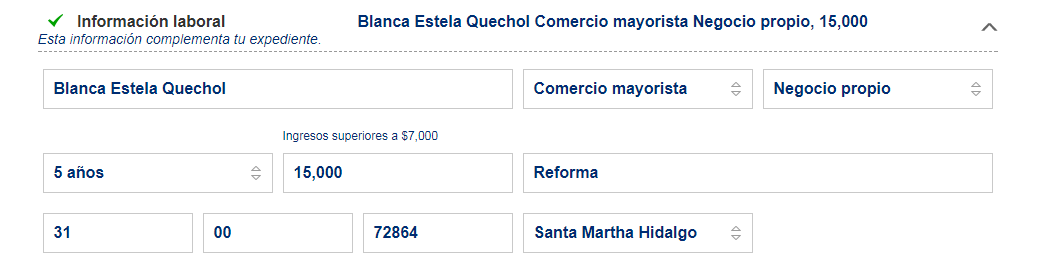 Información laboral Blanca Estela Quechol Comercio mayorista Negocio propio, 15,000
Esta información complementa tu expediente.
Blanca Estela Quechol Comercio mayorista Negocio propio
Ingresos superiores a $7,000
5 años 15,000 Reforma
31 00 72864 Santa Martha Hidalgo